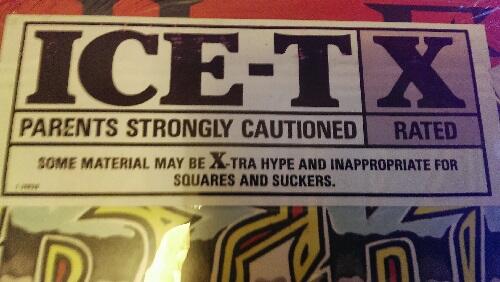 ICE-T X
PARENTS STRONGLY CAUTIONED RATED
SOME MATERIAL MAY BE X-TRA HYPE AND INAPPROPRIATE FOR
SQUARES AND SUCKERS.